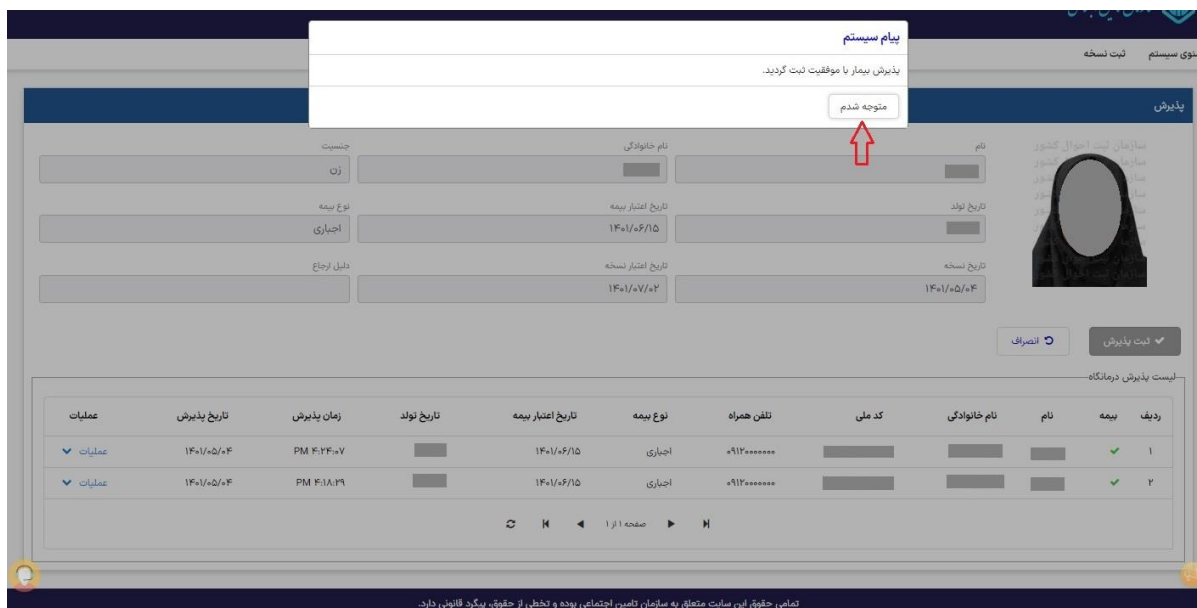 پیام سیستم
پذیرش بیمار با موفقیت ثبت گردید.
متوجه شدم
منوی سیستم ثبت نسخه
پذیرش
سازمان ثبت احوال کشور
نام
نام خانوادگی
جنسیت
زن
تاریخ تولد
تاریخ اعتبار بیمه
نوع بیمه
۱۴۰۱/۰۶/۱۵
اجباری
تاریخ نسخه
تاریخ اعتبار نسخه
دلیل ارجاع
۱۴۰۱/۰۵/۰۴
۱۴۰۱/۰۷/۰۲
ثبت پذیرش
انصراف
لیست پذیرش درمانگاه
ردیف بیمه نام نام خانوادگی کد ملی تلفن همراه نوع بیمه تاریخ اعتبار بیمه تاریخ تولد زمان پذیرش تاریخ پذیرش عملیات
۱ ۰۹۱۲۰۰۰۰۰۰۰ اجباری ۱۴۰۱/۰۶/۱۵ PM ۴:۲۴:۰۷ ۱۴۰۱/۰۵/۰۴ عملیات
۲ ۰۹۱۲۰۰۰۰۰۰۰ اجباری ۱۴۰۱/۰۶/۱۵ PM ۴:۱۸:۲۹ ۱۴۰۱/۰۵/۰۴ عملیات
صفحه ۱ از ۱
تمامی حقوق این سایت متعلق به سازمان تامین اجتماعی بوده و تخطی از حقوق، پیگرد قانونی دارد.